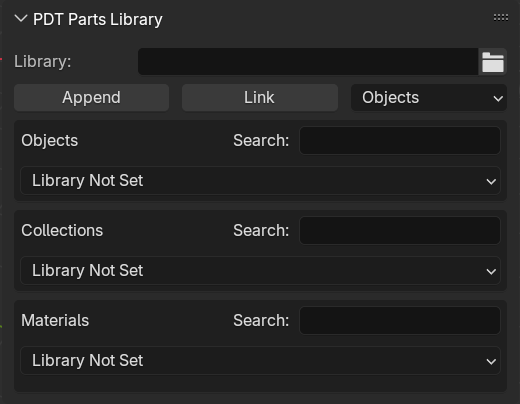 PDT Parts Library
Library:
Append Link Objects
Objects Search:
Library Not Set
Collections Search:
Library Not Set
Materials Search:
Library Not Set